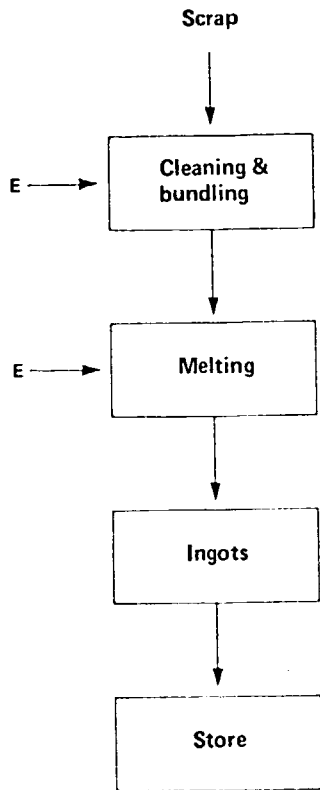 Scrap
E
Cleaning &
bundling
E
Melting
Ingots
Store